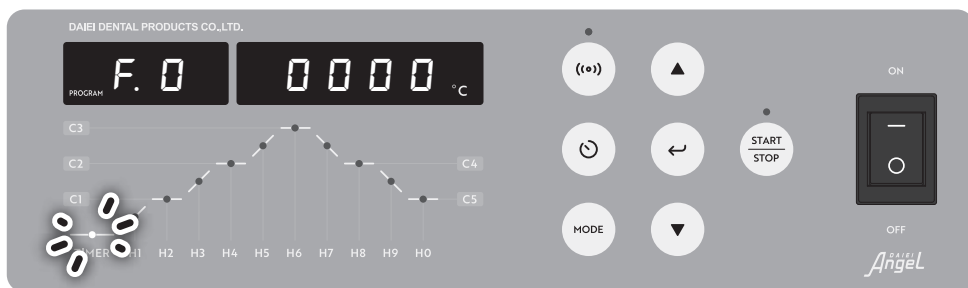 DAIEI DENTAL PRODUCTS CO.,LTD.
PROGRAM F. 0 0000 °C
C3
C2 C4
C1 C5
H1 H2 H3 H4 H5 H6 H7 H8 H9 H0
MODE
START
STOP
ON
OFF
DAIEI
Angel